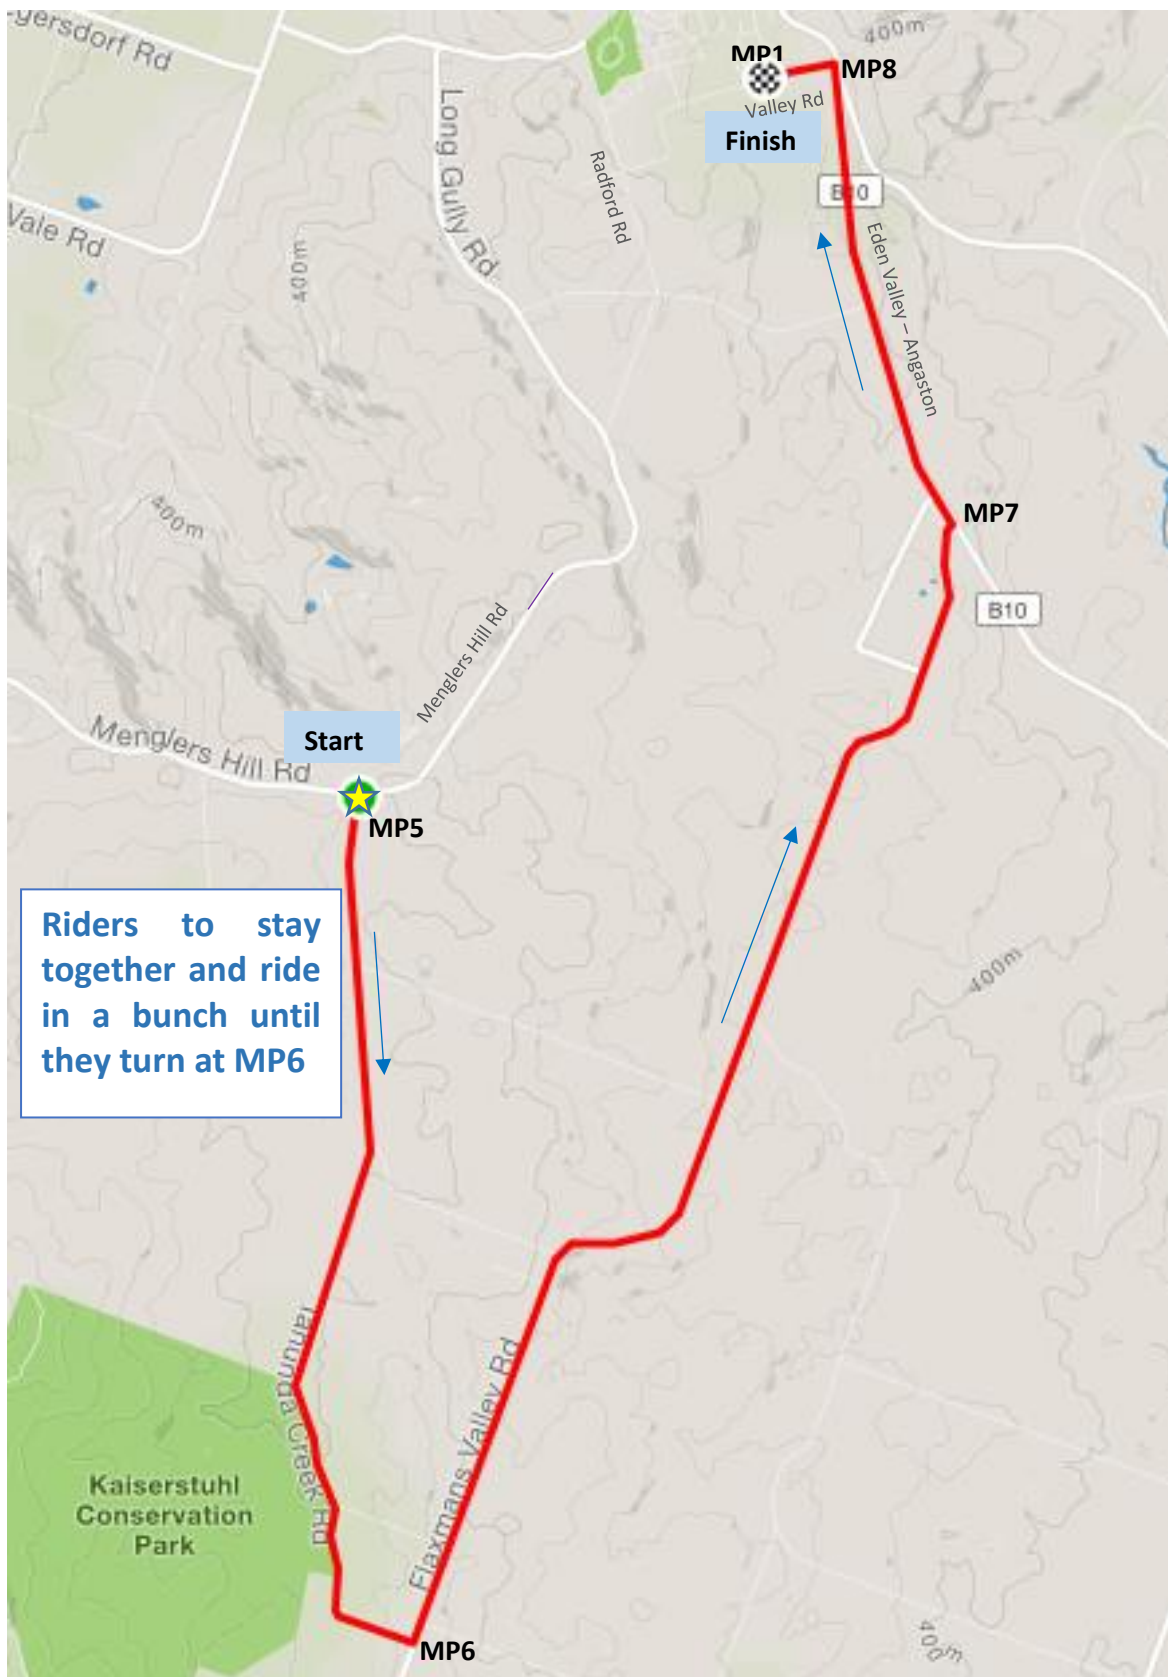 gersdorf Rd
400m
MP1
MP8
Valley Rd
Finish
Long Gully Rd
Radford Rd
B10
Vale Rd
Eden Valley – Angaston
400m
400m
MP7
B10
Menglers Hill Rd
Start
Menglers Hill Rd
MP5
Riders to stay
together and ride
in a bunch until
they turn at MP6
400m
Tanunda Creek Rd
Flaxmans Valley Rd
Kaiserstuhl
Conservation
Park
MP6
400m